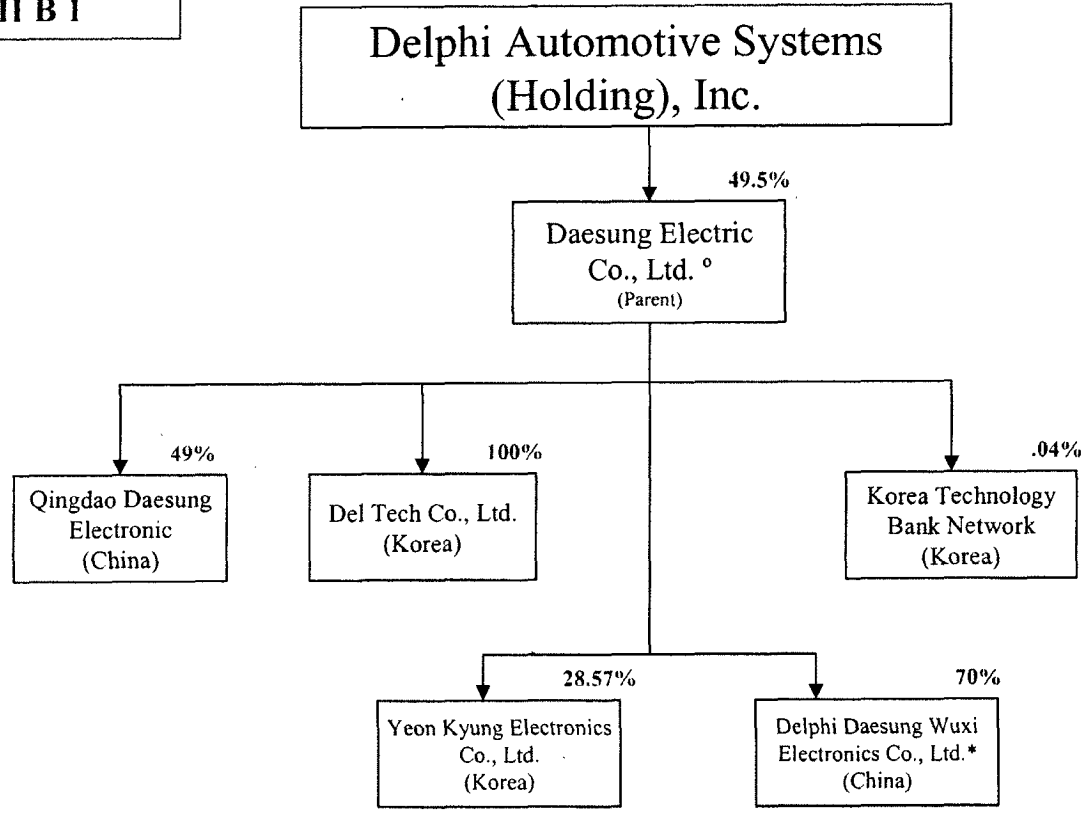 II B 1
Delphi Automotive Systems
(Holding), Inc.
49.5%
Daesung Electric
Co., Ltd. º
(Parent)
49%
100%
.04%
Qingdao Daesung
Electronic
(China)
Del Tech Co., Ltd.
(Korea)
Korea Technology
Bank Network
(Korea)
28.57%
70%
Yeon Kyung Electronics
Co., Ltd.
(Korea)
Delphi Daesung Wuxi
Electronics Co., Ltd.*
(China)